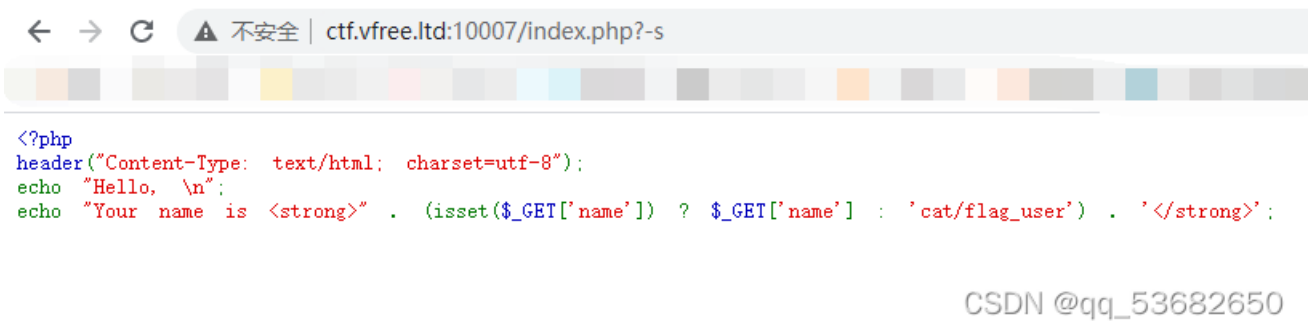 不安全 | ctf.vfree.ltd:10007/index.php?-s
<?php
header("Content-Type: text/html; charset=utf-8");
echo "Hello, \n";
echo "Your name is <strong>" . (isset($_GET['name']) ? $_GET['name'] : 'cat/flag_user') . '</strong>';
CSDN @qq_53682650